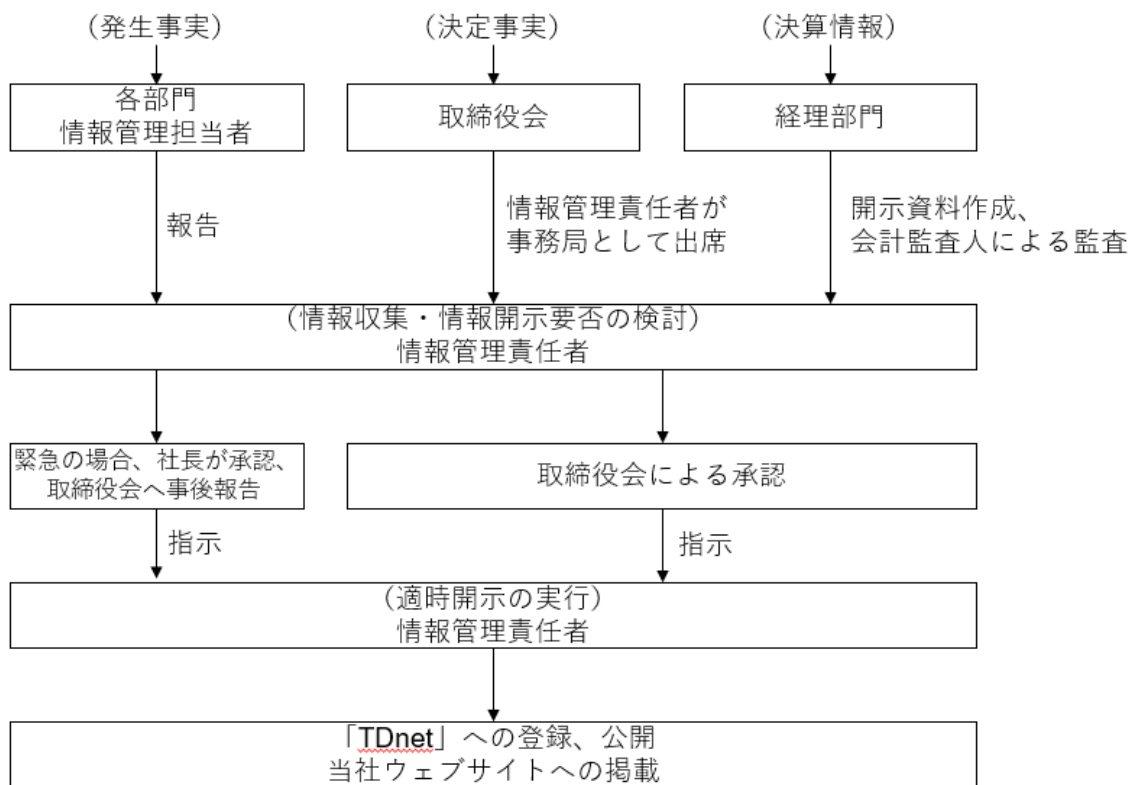 （発生事実）
（決定事実）
（決算情報）
各部門
情報管理担当者
取締役会
経理部門
報告
情報管理責任者が
事務局として出席
開示資料作成、
会計監査人による監査
（情報収集・情報開示要否の検討）
情報管理責任者
緊急の場合、社長が承認、
取締役会へ事後報告
取締役会による承認
指示
指示
（適時開示の実行）
情報管理責任者
「TDnet」への登録、公開
当社ウェブサイトへの掲載